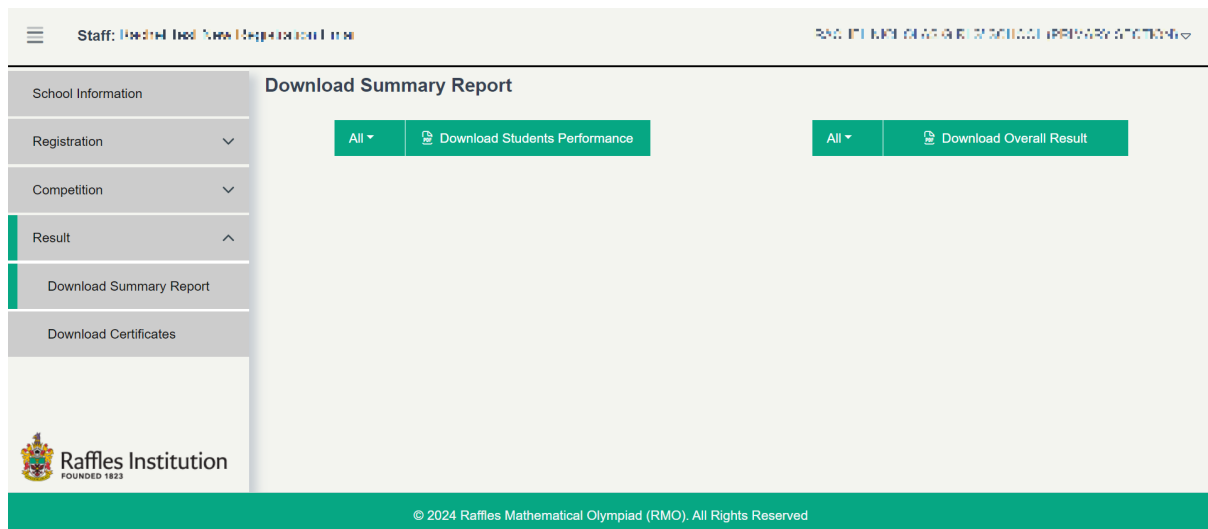 Staff:
School Information
Registration
Competition
Result
Download Summary Report
Download Certificates
Raffles Institution
FOUNDED 1823
Download Summary Report
All Download Students Performance
All Download Overall Result
© 2024 Raffles Mathematical Olympiad (RMO). All Rights Reserved